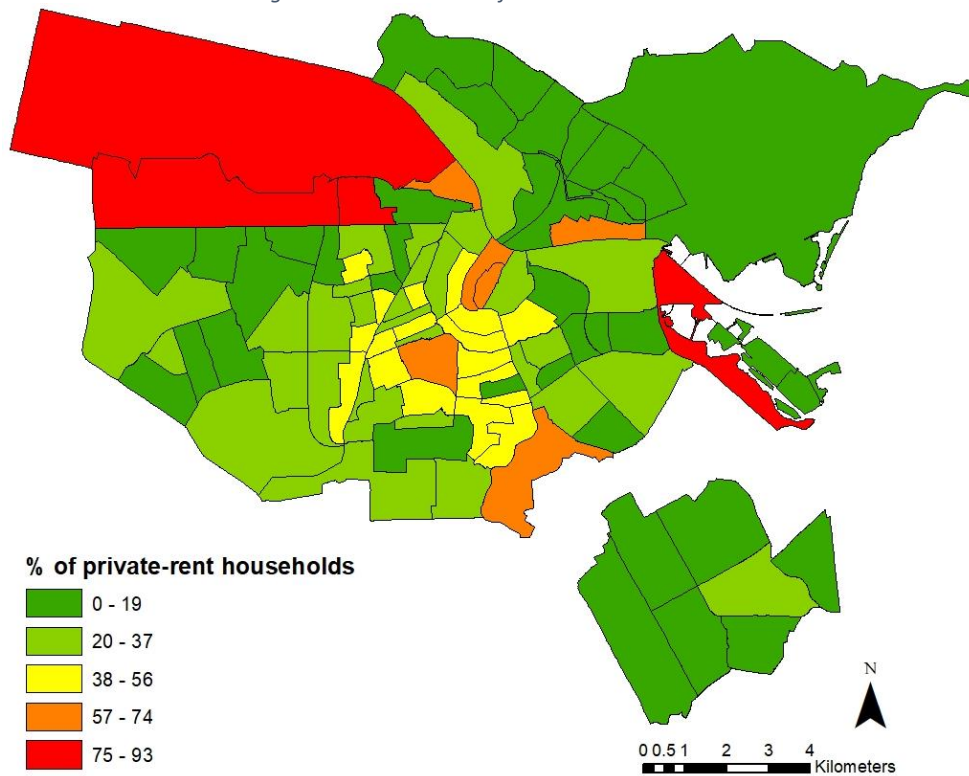 % of private-rent households
0 - 19
20 - 37
38 - 56
57 - 74
75 - 93
N
0 0.5 1 2 3 4
Kilometers